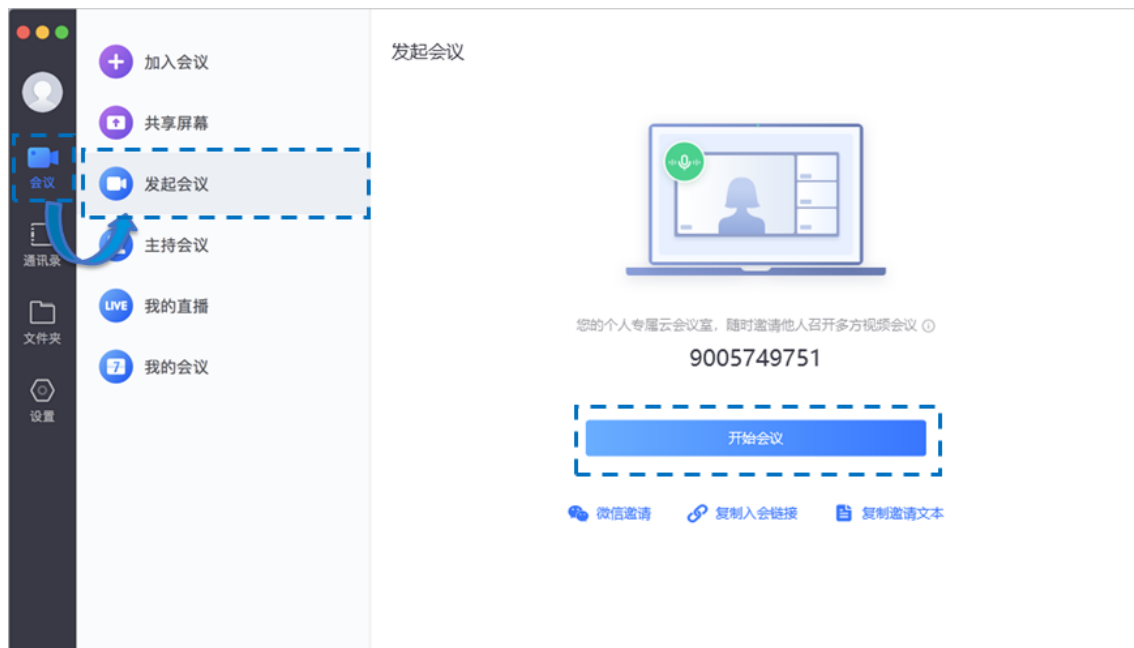 加入会议
共享屏幕
发起会议
主持会议
LIVE
我的直播
7
我的会议
会议
通讯录
文件夹
设置
发起会议
您的个人专属云会议室，随时邀请他人召开多方视频会议
9005749751
开始会议
微信邀请
复制入会链接
复制邀请文本